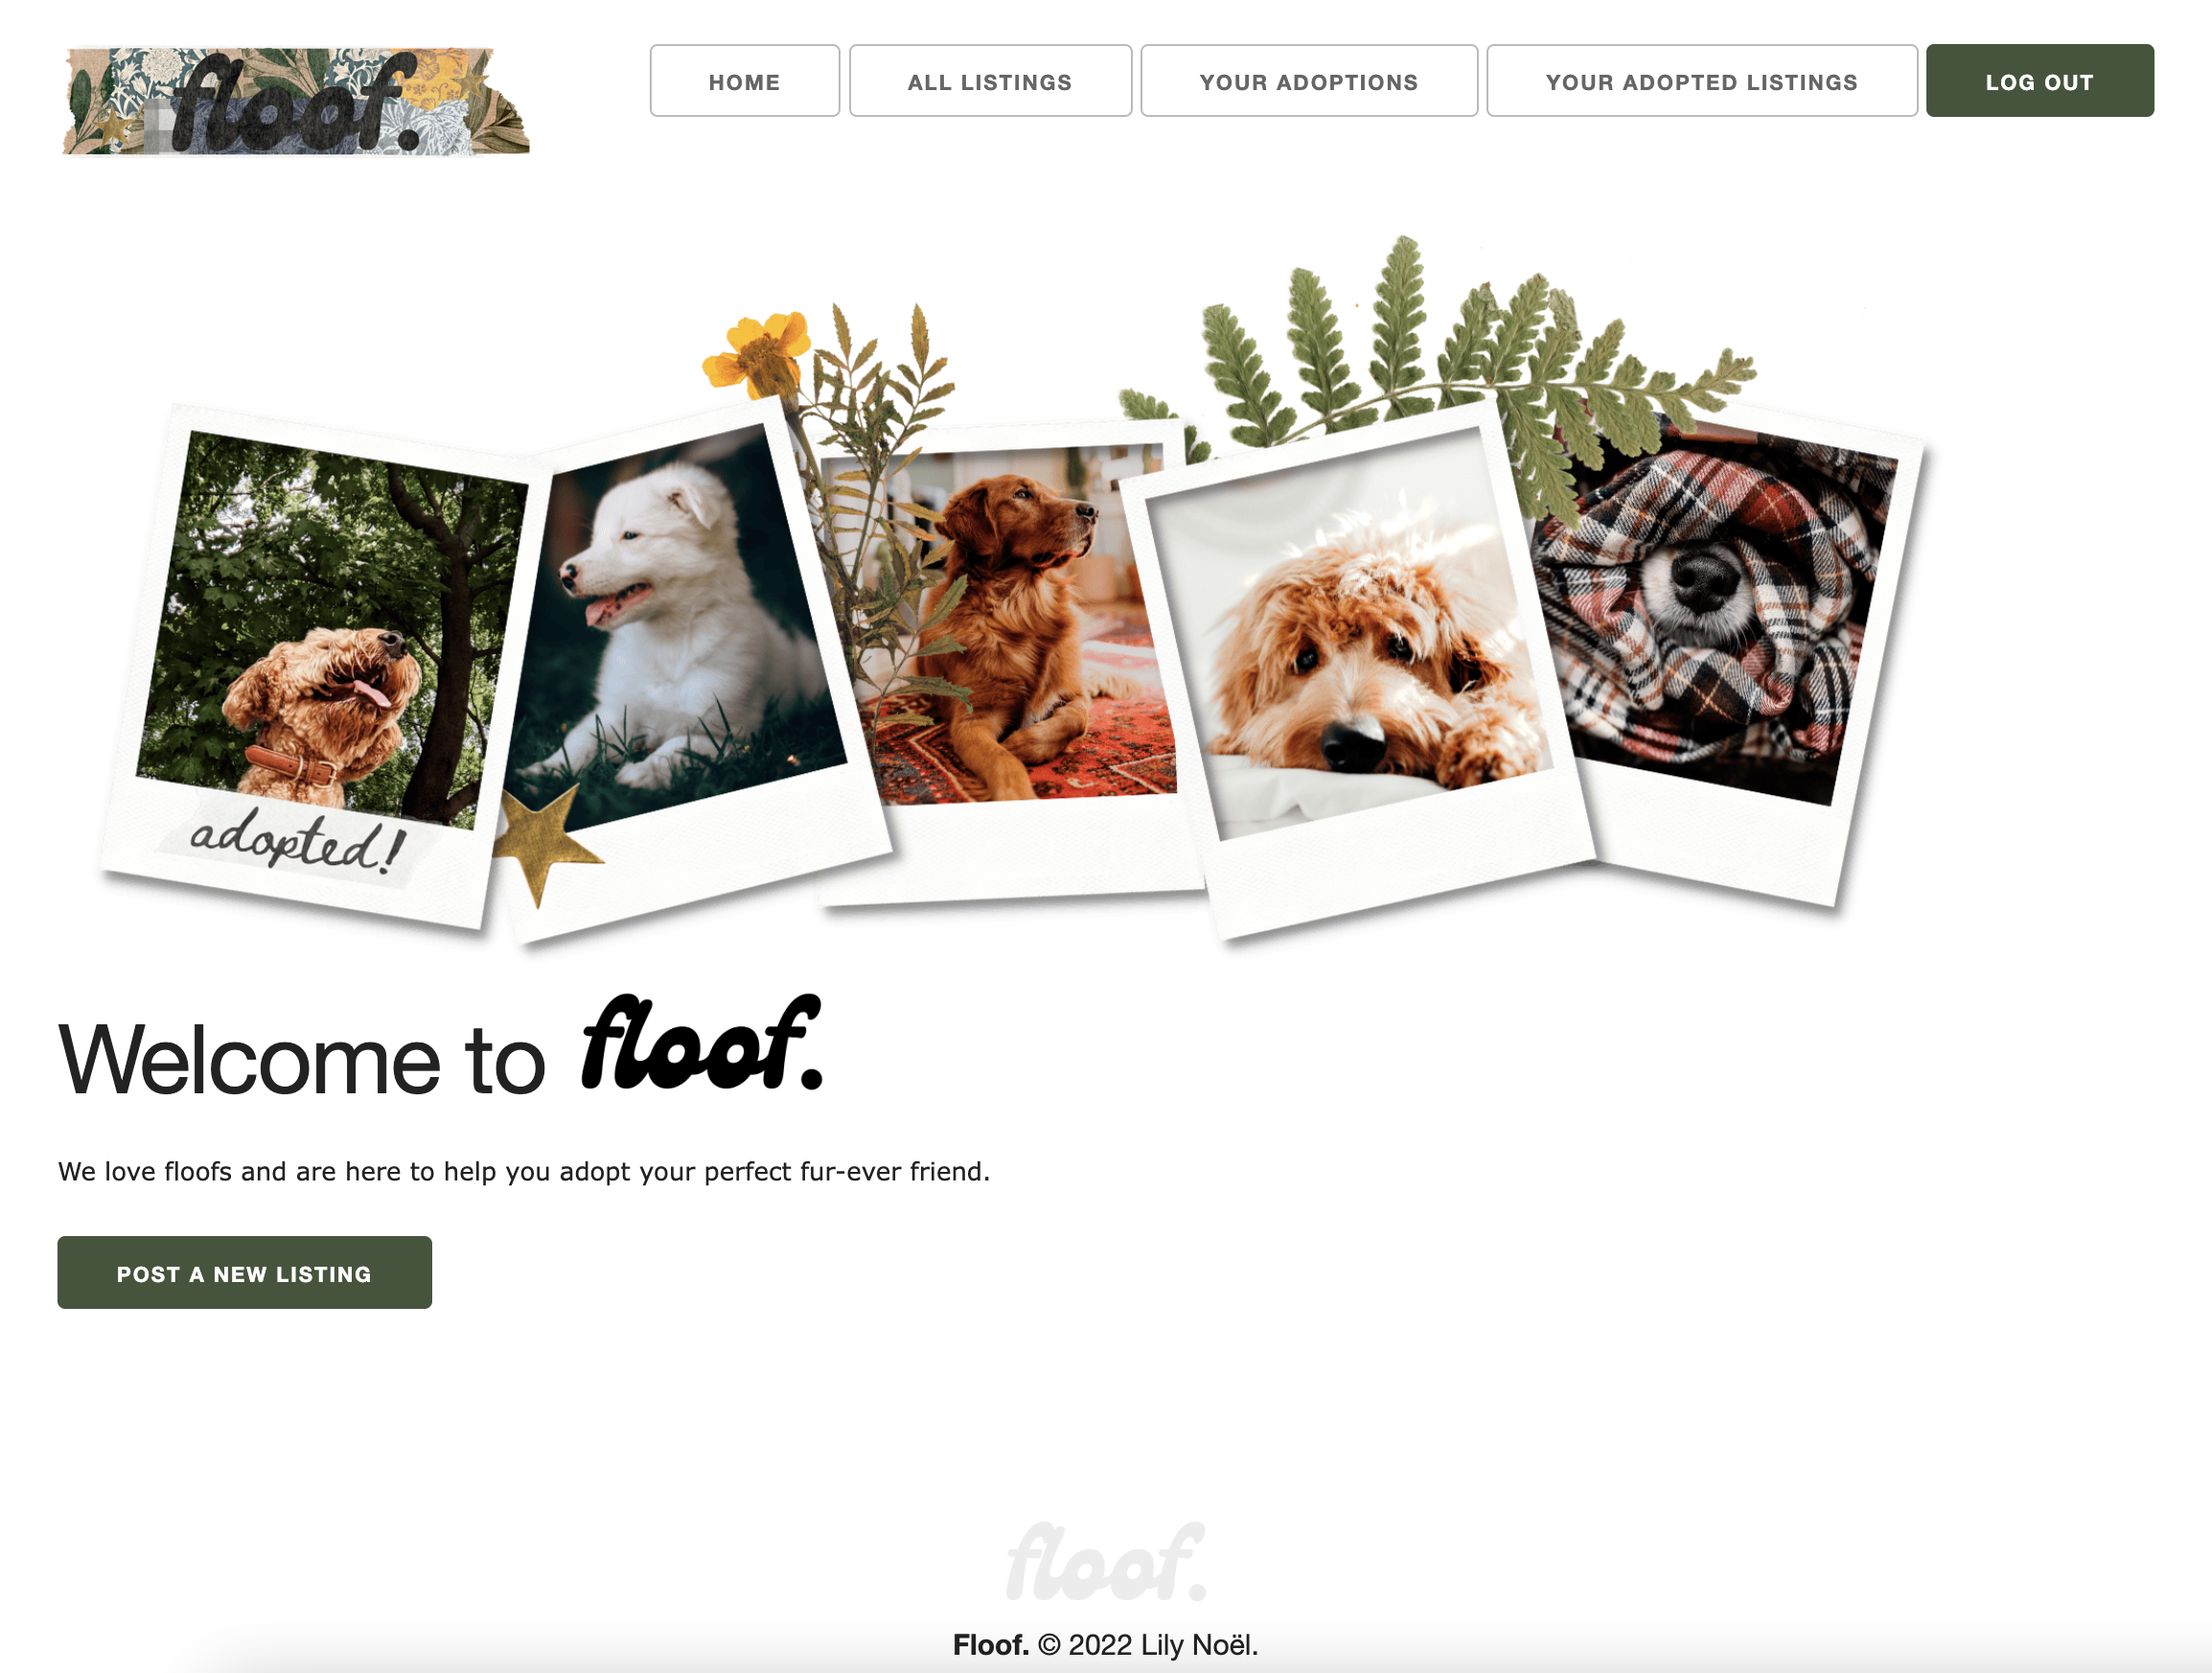 floof.
HOME
ALL LISTINGS
YOUR ADOPTIONS
YOUR ADOPTED LISTINGS
LOG OUT
adopted!
Welcome to floof.
We love floofs and are here to help you adopt your perfect fur-ever friend.
POST A NEW LISTING
floof.
Floof. © 2022 Lily Noël.